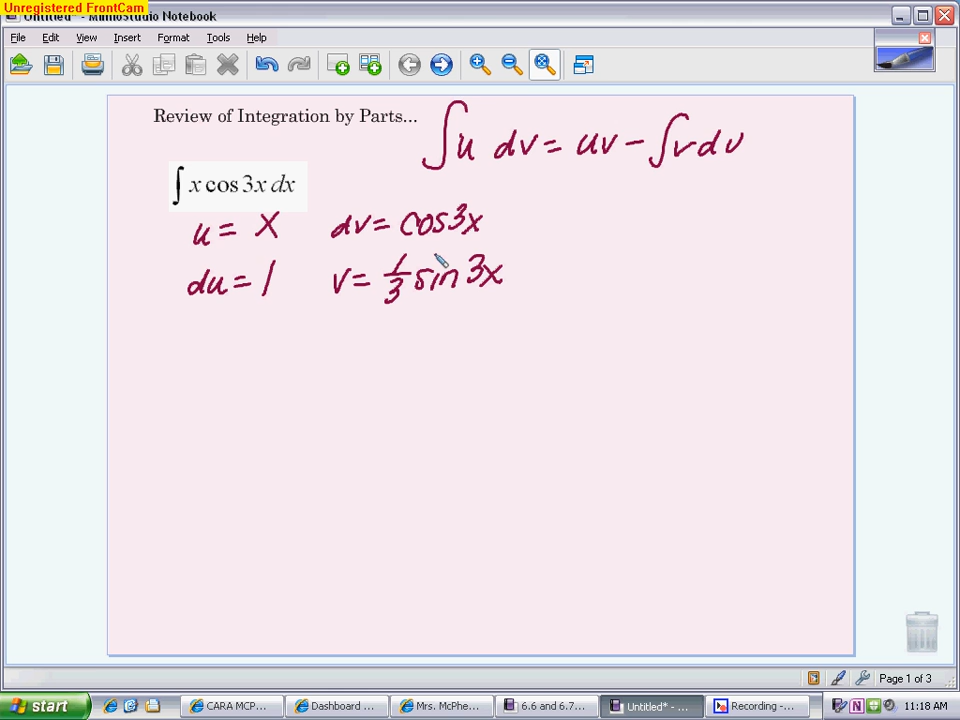 Unregistered FrontCam
Untitled* - MimioStudio Notebook
File Edit View Insert Format Tools Help
Review of Integration by Parts...
∫ u dv = uv - ∫ v du
∫ x cos 3x dx
u = x dv = cos3x
du = 1 v = 1/3 sin 3x
Page 1 of 3
start CARA MCP... Dashboard ... Mrs. McPhe... 6.6 and 6.7... Untitled* - ... Recording -... 11:18 AM